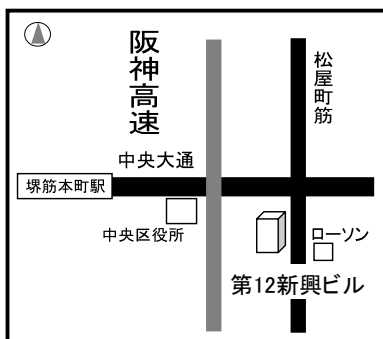 阪神高速
松屋町筋
中央大通
堺筋本町駅
中央区役所
ローソン
第12新興ビル